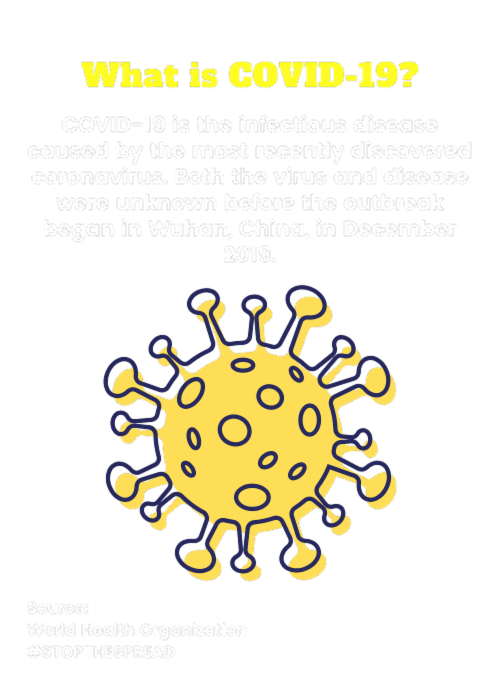 What is COVID-19?
COVID-19 is the infectious disease
caused by the most recently discovered
coronavirus. Both the virus and disease
were unknown before the outbreak
began in Wuhan, China, in December
2019.
Source:
World Health Organization
#STOPTHESPREAD